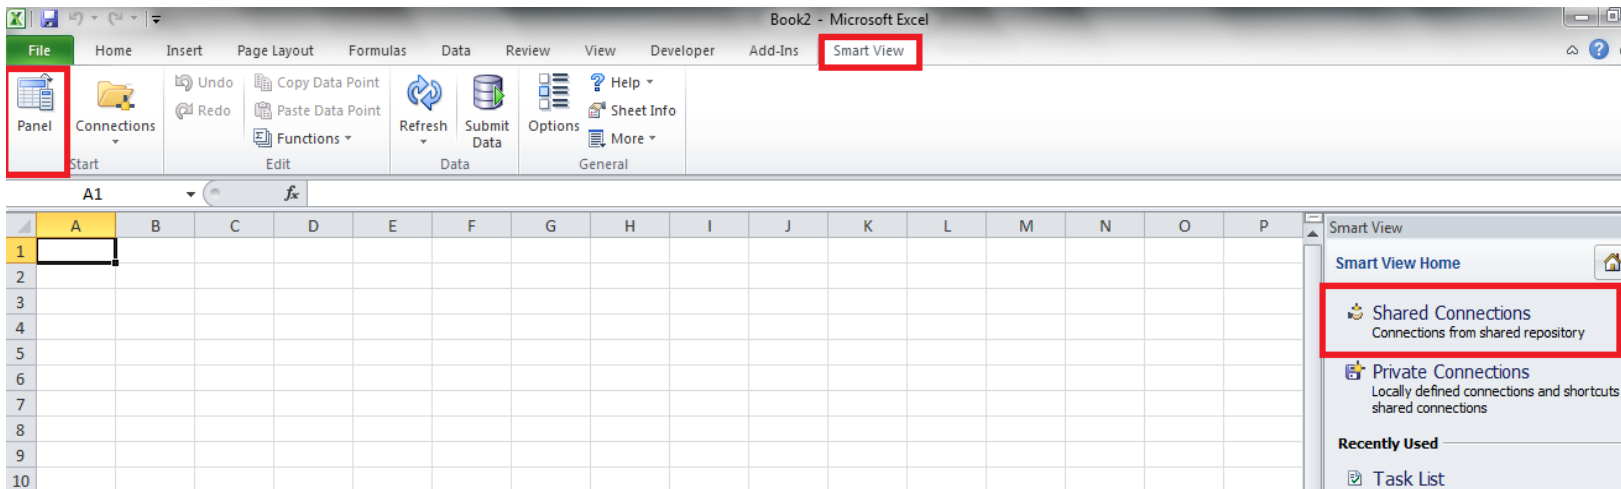 Book2 - Microsoft Excel
File Home Insert Page Layout Formulas Data Review View Developer Add-Ins Smart View
Undo Copy Data Point Help
Redo Paste Data Point Sheet Info
Panel Connections Refresh Submit Data Options
Functions More
Start Edit Data General
A1 fx
A B C D E F G H I J K L M N O P
Smart View
1
Smart View Home
2
3
Shared Connections
4
Connections from shared repository
5
6
Private Connections
7
Locally defined connections and shortcuts
shared connections
8
9
Recently Used
10
Task List